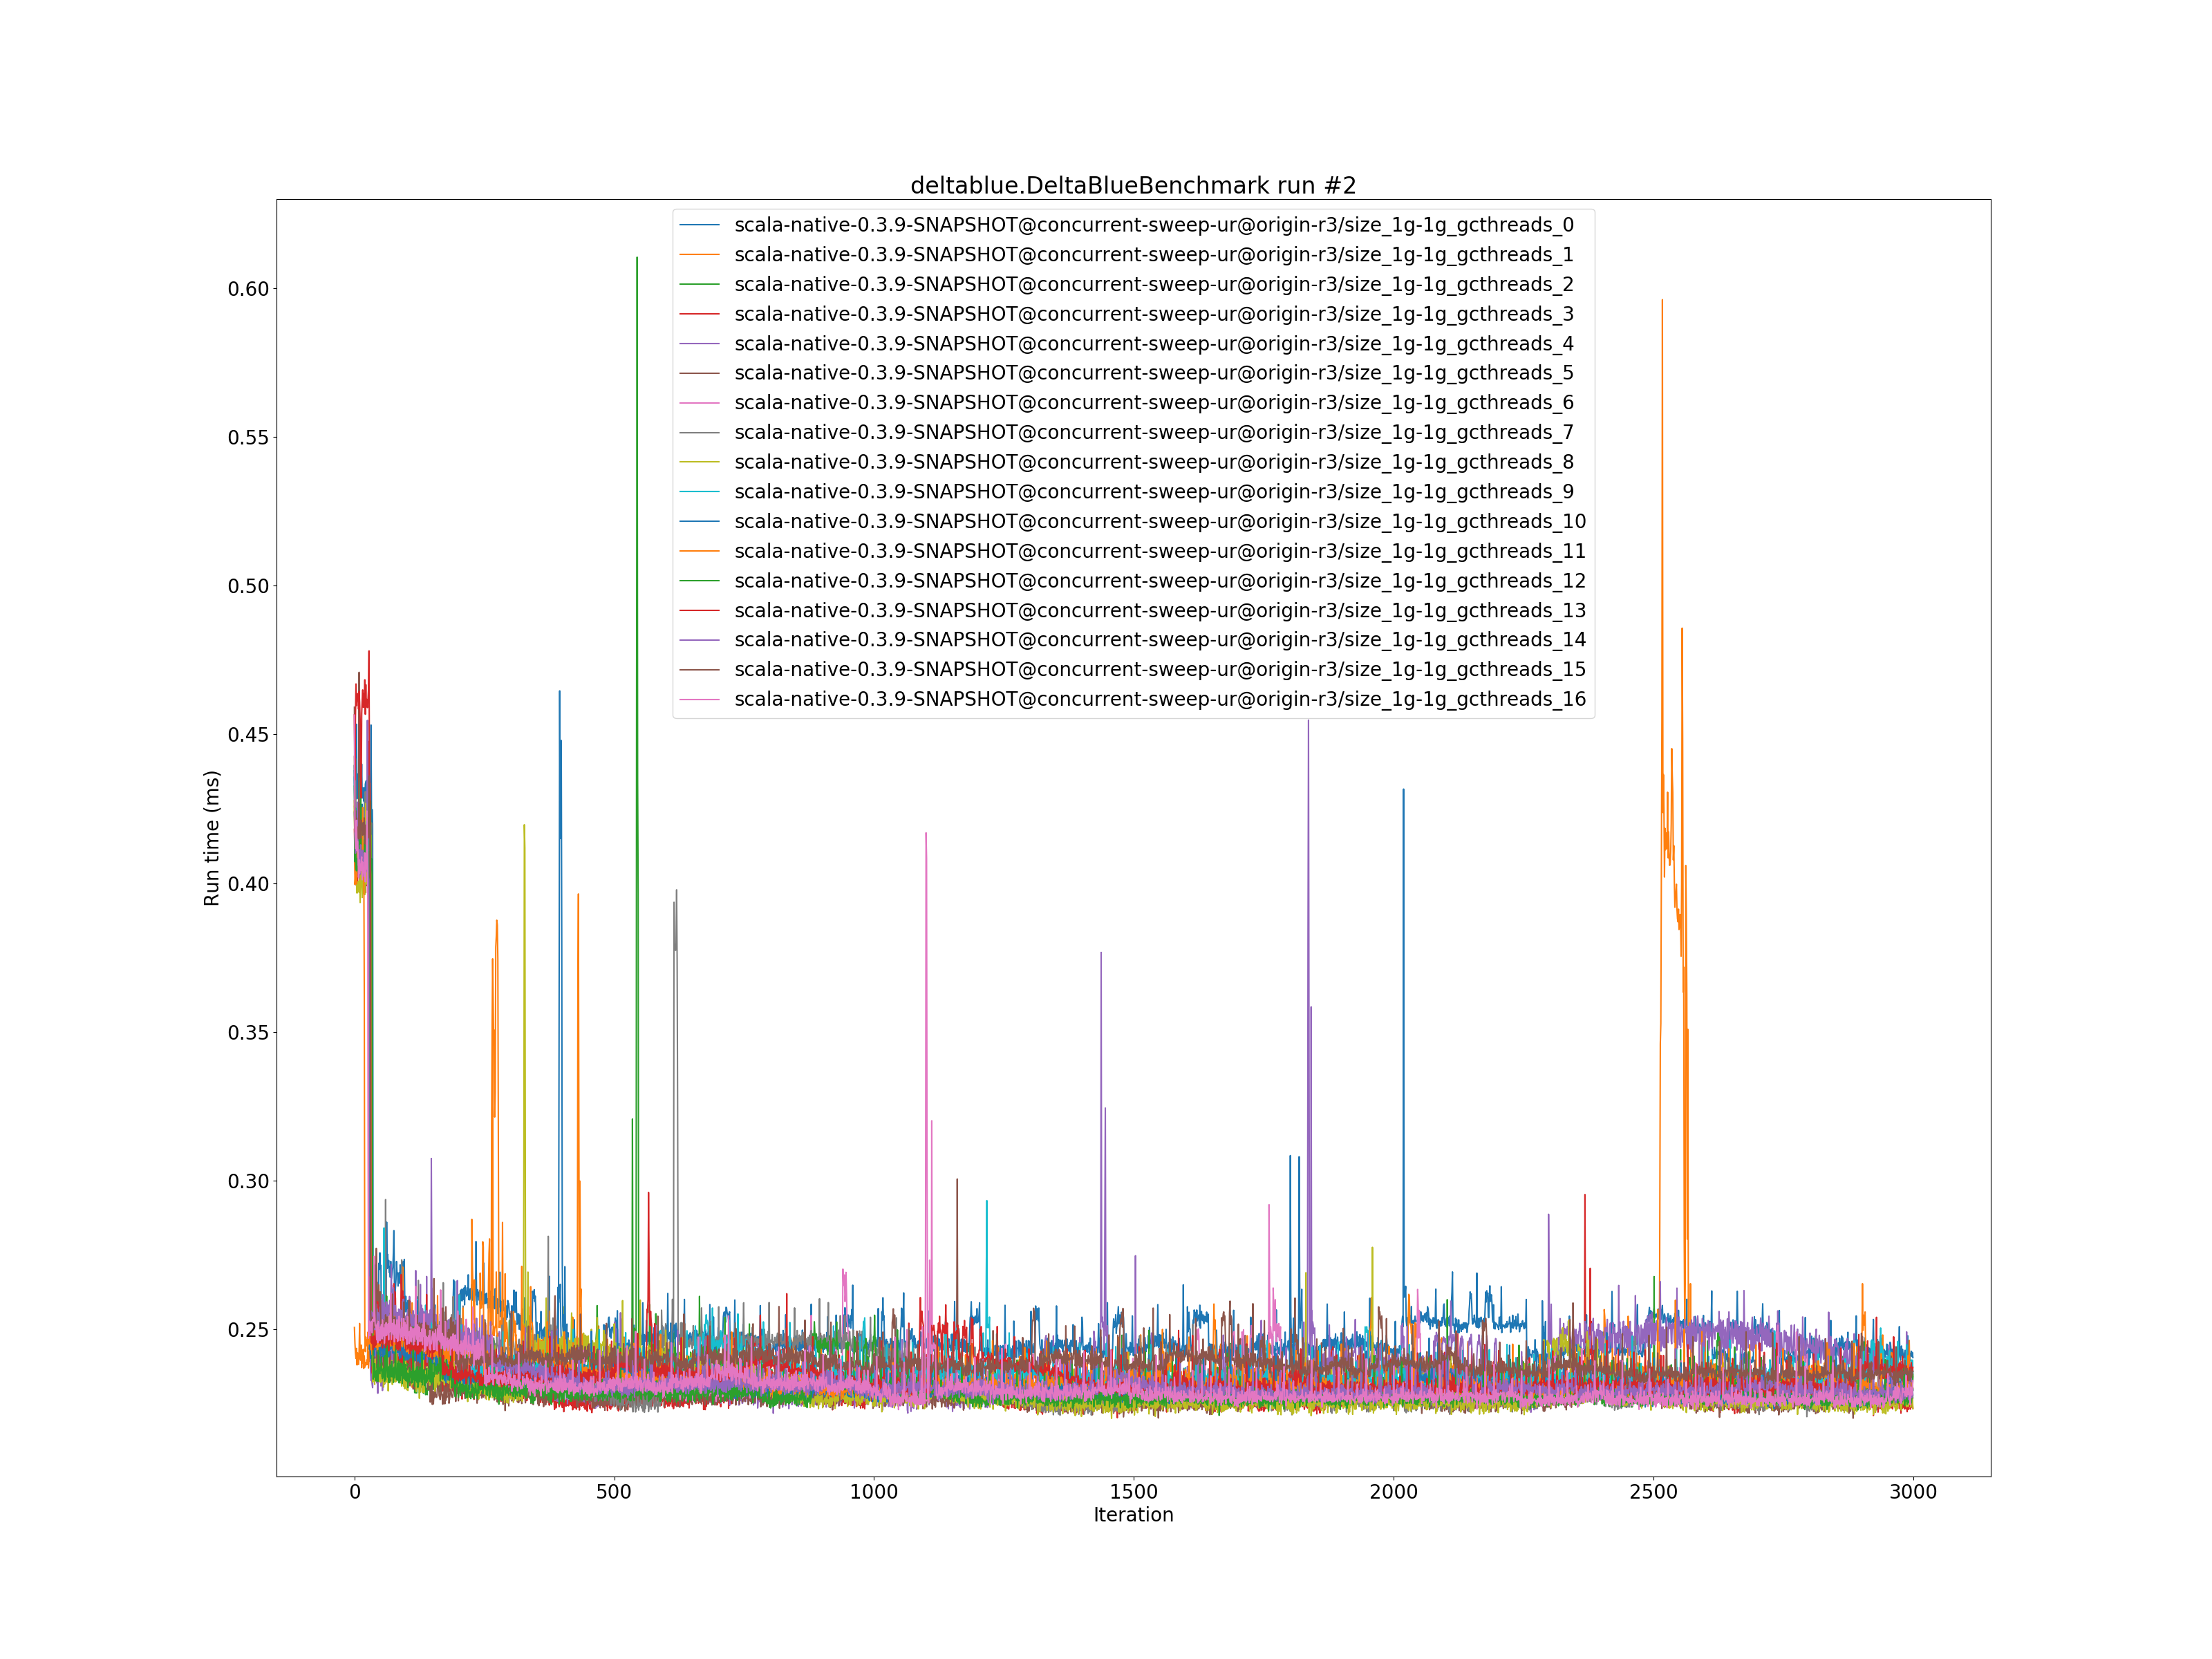 deltablue.DeltaBlueBenchmark run #2
scala-native-0.3.9-SNAPSHOT@concurrent-sweep-ur@origin-r3/size_1g-1g_gcthreads_0
scala-native-0.3.9-SNAPSHOT@concurrent-sweep-ur@origin-r3/size_1g-1g_gcthreads_1
scala-native-0.3.9-SNAPSHOT@concurrent-sweep-ur@origin-r3/size_1g-1g_gcthreads_2
scala-native-0.3.9-SNAPSHOT@concurrent-sweep-ur@origin-r3/size_1g-1g_gcthreads_3
scala-native-0.3.9-SNAPSHOT@concurrent-sweep-ur@origin-r3/size_1g-1g_gcthreads_4
scala-native-0.3.9-SNAPSHOT@concurrent-sweep-ur@origin-r3/size_1g-1g_gcthreads_5
scala-native-0.3.9-SNAPSHOT@concurrent-sweep-ur@origin-r3/size_1g-1g_gcthreads_6
scala-native-0.3.9-SNAPSHOT@concurrent-sweep-ur@origin-r3/size_1g-1g_gcthreads_7
scala-native-0.3.9-SNAPSHOT@concurrent-sweep-ur@origin-r3/size_1g-1g_gcthreads_8
scala-native-0.3.9-SNAPSHOT@concurrent-sweep-ur@origin-r3/size_1g-1g_gcthreads_9
scala-native-0.3.9-SNAPSHOT@concurrent-sweep-ur@origin-r3/size_1g-1g_gcthreads_10
scala-native-0.3.9-SNAPSHOT@concurrent-sweep-ur@origin-r3/size_1g-1g_gcthreads_11
scala-native-0.3.9-SNAPSHOT@concurrent-sweep-ur@origin-r3/size_1g-1g_gcthreads_12
scala-native-0.3.9-SNAPSHOT@concurrent-sweep-ur@origin-r3/size_1g-1g_gcthreads_13
scala-native-0.3.9-SNAPSHOT@concurrent-sweep-ur@origin-r3/size_1g-1g_gcthreads_14
scala-native-0.3.9-SNAPSHOT@concurrent-sweep-ur@origin-r3/size_1g-1g_gcthreads_15
scala-native-0.3.9-SNAPSHOT@concurrent-sweep-ur@origin-r3/size_1g-1g_gcthreads_16
0.60
0.55
0.50
0.45
0.40
0.35
0.30
0.25
Run time (ms)
0 500 1000 1500 2000 2500 3000
Iteration